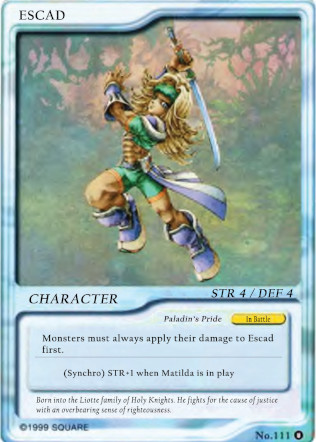 ESCAD
CHARACTER
STR 4 / DEF 4
Paladin's Pride
In Battle
Monsters must always apply their damage to Escad
first.
(Synchro) STR+1 when Matilda is in play
Born into the Liotte family of Holy Knights. He fights for the cause of justice
with an overbearing sense of righteousness.
No.111
©1999 SQUARE